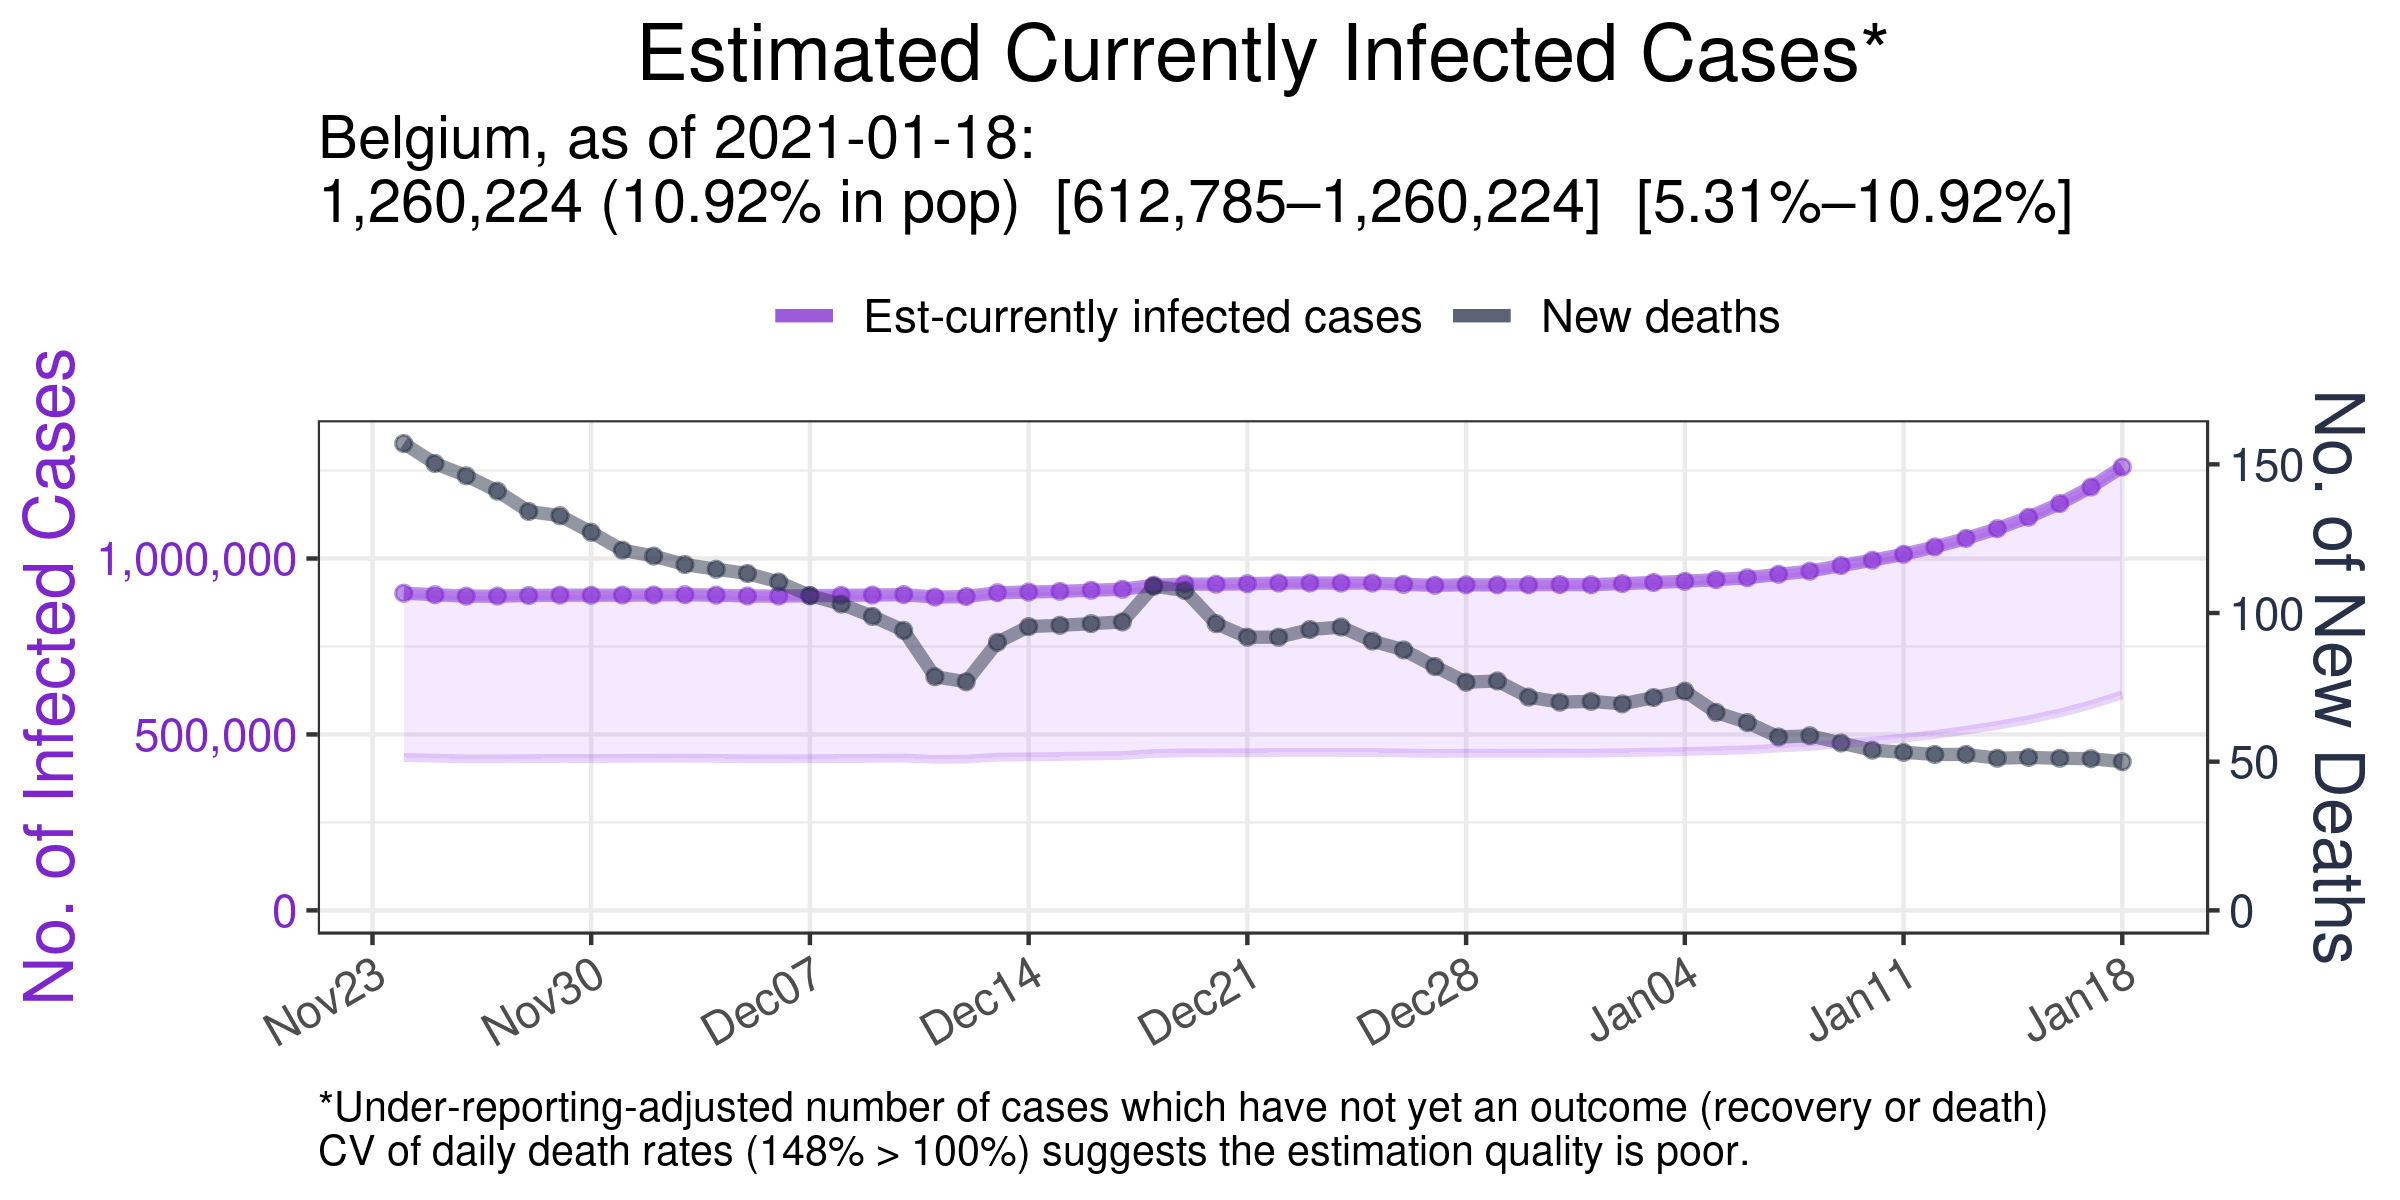 Estimated Currently Infected Cases*
Belgium, as of 2021-01-18:
1,260,224 (10.92% in pop)  [612,785–1,260,224]  [5.31%–10.92%]
Est-currently infected cases
New deaths
No. of Infected Cases
1,000,000
500,000
0
No. of New Deaths
150
100
50
0
Nov23
Nov30
Dec07
Dec14
Dec21
Dec28
Jan04
Jan11
Jan18
*Under-reporting-adjusted number of cases which have not yet an outcome (recovery or death)
CV of daily death rates (148% > 100%) suggests the estimation quality is poor.